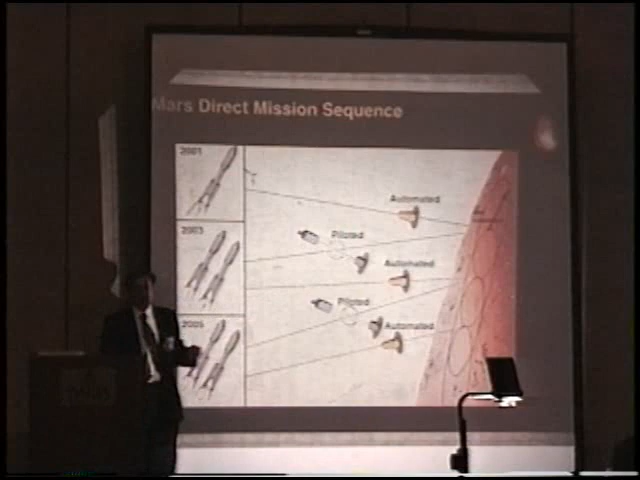 Mars Direct Mission Sequence
2001
Automated
2003
Piloted
Automated
Piloted
2005
Automated